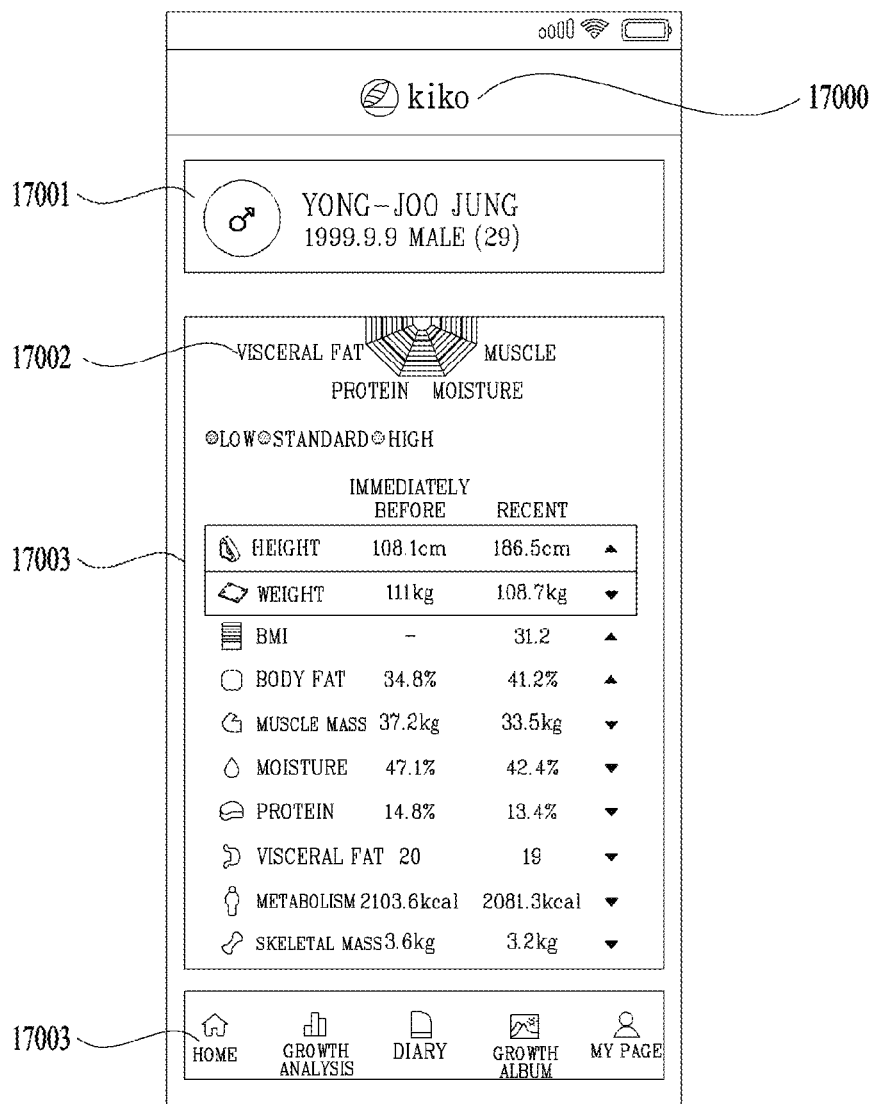 kiko
17000
17001
YONG-JOO JUNG
1999.9.9 MALE (29)
17002
VISCERAL FAT MUSCLE
PROTEIN MOISTURE
LOW STANDARD HIGH
IMMEDIATELY
BEFORE RECENT
17003
HEIGHT 108.1cm 186.5cm
WEIGHT 111kg 108.7kg
BMI - 31.2
BODY FAT 34.8% 41.2%
MUSCLE MASS 37.2kg 33.5kg
MOISTURE 47.1% 42.4%
PROTEIN 14.8% 13.4%
VISCERAL FAT 20 19
METABOLISM 2103.6kcal 2081.3kcal
SKELETAL MASS 3.6kg 3.2kg
17003
HOME GROWTH DIARY GROWTH MY PAGE
ANALYSIS ALBUM